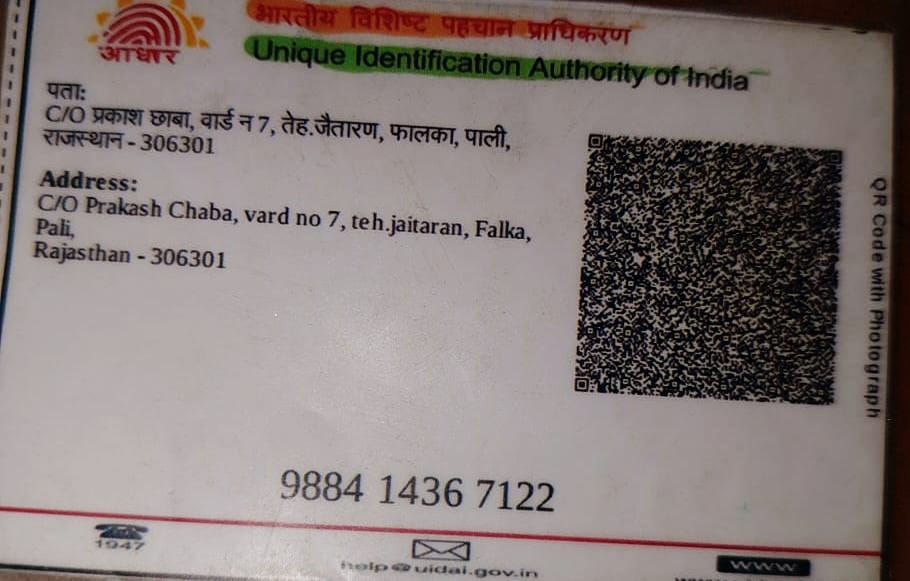 आधार
भारतीय विशिष्ट पहचान प्राधिकरण
Unique Identification Authority of India
पता:
C/O प्रकाश छाबा, वार्ड न 7, तेह.जैतारण, फालका, पाली,
राजस्थान - 306301
Address:
C/O Prakash Chaba, vard no 7, teh.jaitaran, Falka,
Pali,
Rajasthan - 306301
QR Code with Photograph
9884 1436 7122
1947
help@uidai.gov.in
www